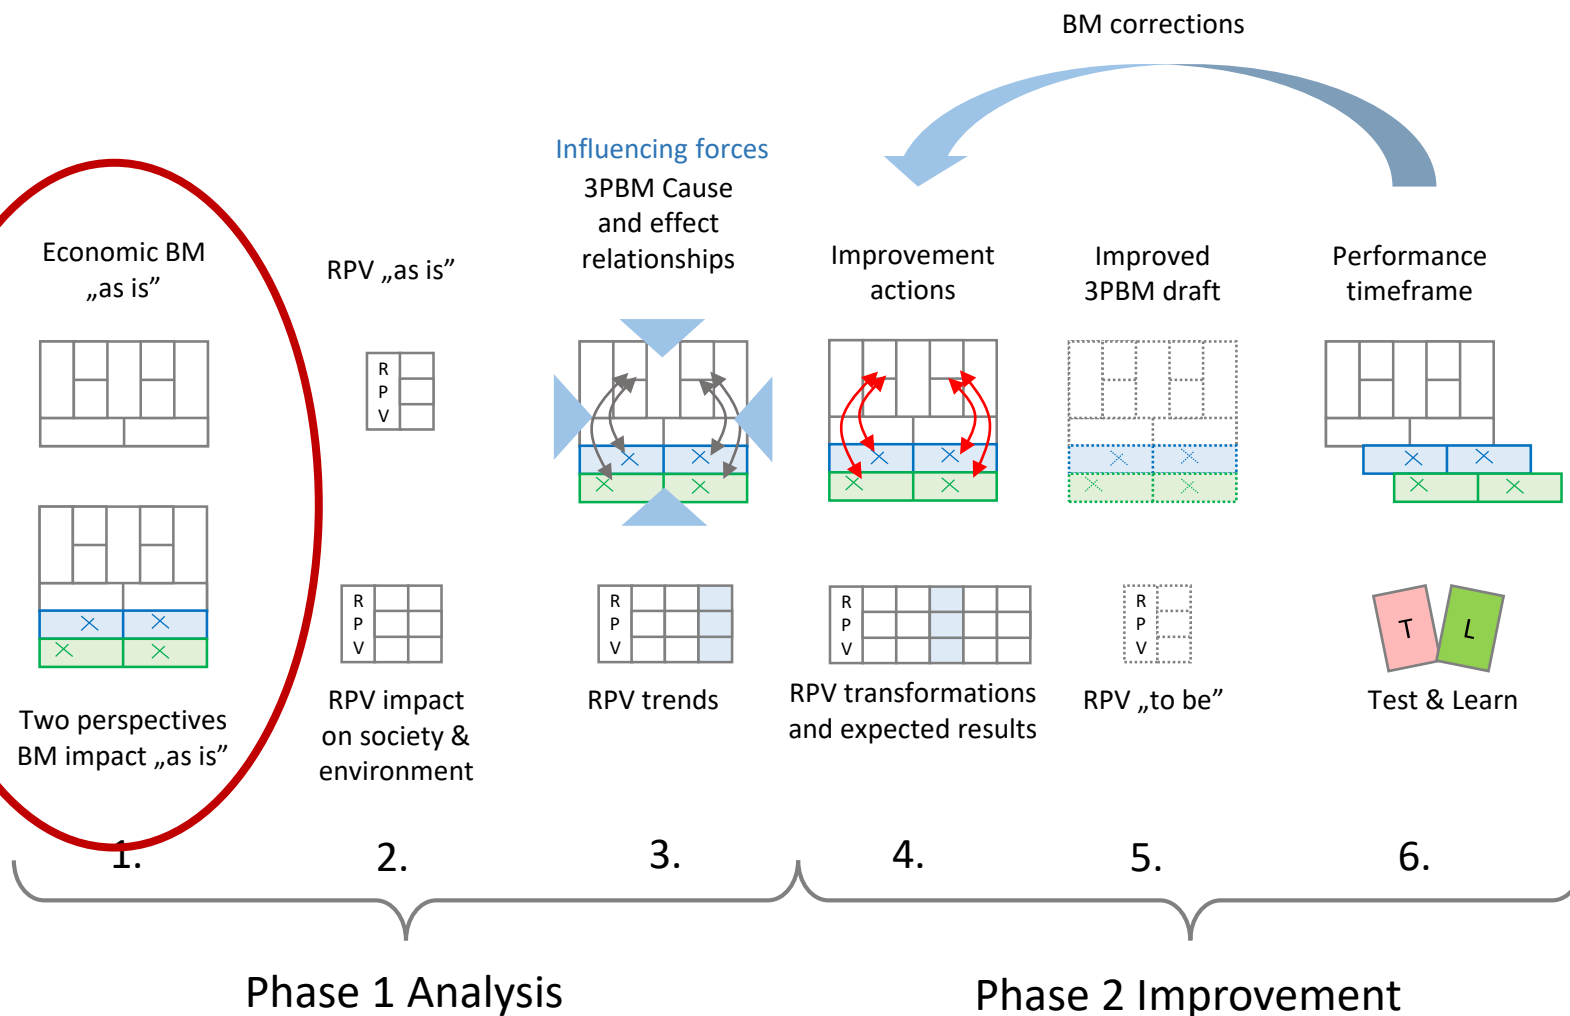 BM corrections
Influencing forces
3PBM Cause
and effect
relationships
Economic BM
„as is”
RPV „as is”
Improvement
actions
Improved
3PBM draft
Performance
timeframe
R
P
V
R
P
V
R
P
V
R
P
V
R
P
V
T
L
Two perspectives
BM impact „as is”
RPV impact
on society &
environment
RPV trends
RPV transformations
and expected results
RPV „to be”
Test & Learn
1.
2.
3.
4.
5.
6.
Phase 1 Analysis
Phase 2 Improvement